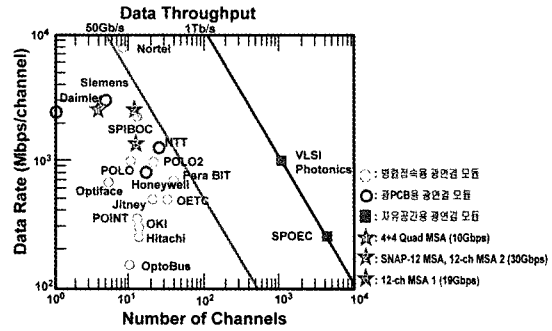 Data Throughput
50Gb/s
1Tb/s
Data Rate (Mbps/channel)
10⁴
10³
10²
Nortel
Siemens
Daimler
SPIBOC
NTT
POLO
POLO2
Para BIT
Honeywell
Optiface
Jitney
OETC
POINT
OKI
Hitachi
OptoBus
VLSI
Photonics
SPOEC
10⁰
10¹
10²
10³
10⁴
Number of Channels
: 병렬접속용 광연결 모듈
: 광PCB용 광연결 모듈
: 자유공간용 광연결 모듈
: 4+4 Quad MSA (10Gbps)
: SNAP-12 MSA, 12-ch MSA 2 (30Gbps)
: 12-ch MSA 1 (19Gbps)